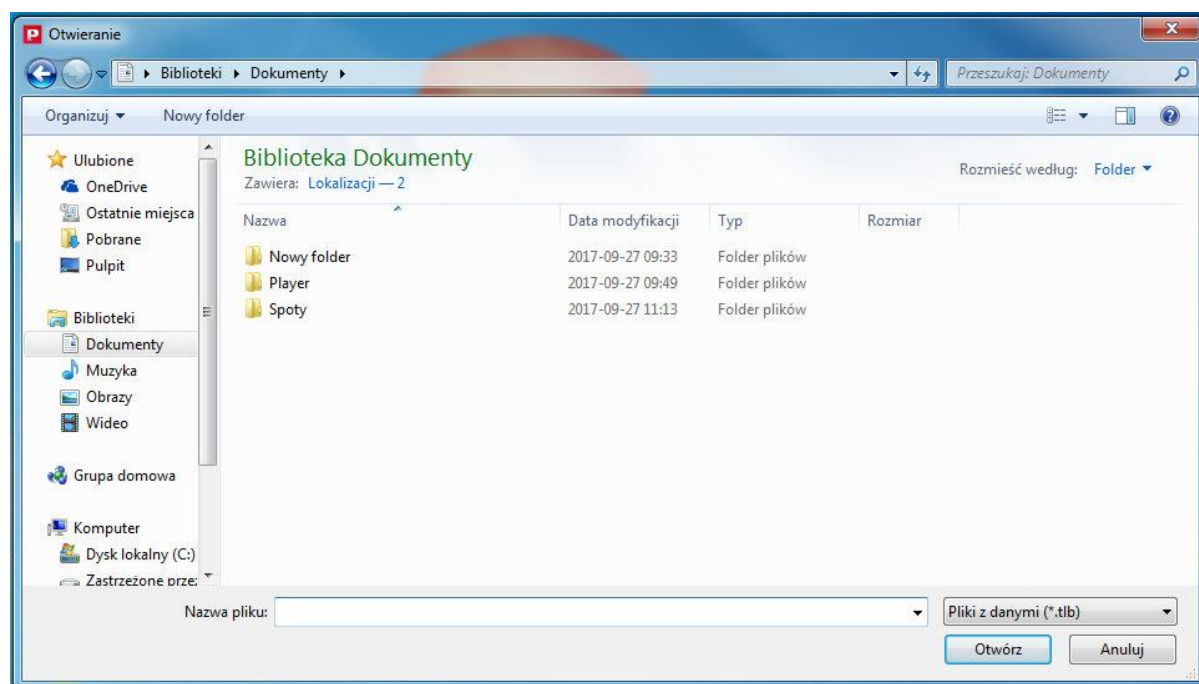 Otwieranie
Biblioteki Dokumenty
Przeszukaj: Dokumenty
Organizuj Nowy folder
Ulubione
OneDrive
Ostatnie miejsca
Pobrane
Pulpit
Biblioteki
Dokumenty
Muzyka
Obrazy
Wideo
Grupa domowa
Komputer
Dysk lokalny (C:)
Zastrzeżone prze
Biblioteka Dokumenty
Zawiera: Lokalizacji — 2
Rozmieść według: Folder
Nazwa Data modyfikacji Typ Rozmiar
Nowy folder 2017-09-27 09:33 Folder plików
Player 2017-09-27 09:49 Folder plików
Spoty 2017-09-27 11:13 Folder plików
Nazwa pliku:
Pliki z danymi (*.tlb)
Otwórz Anuluj